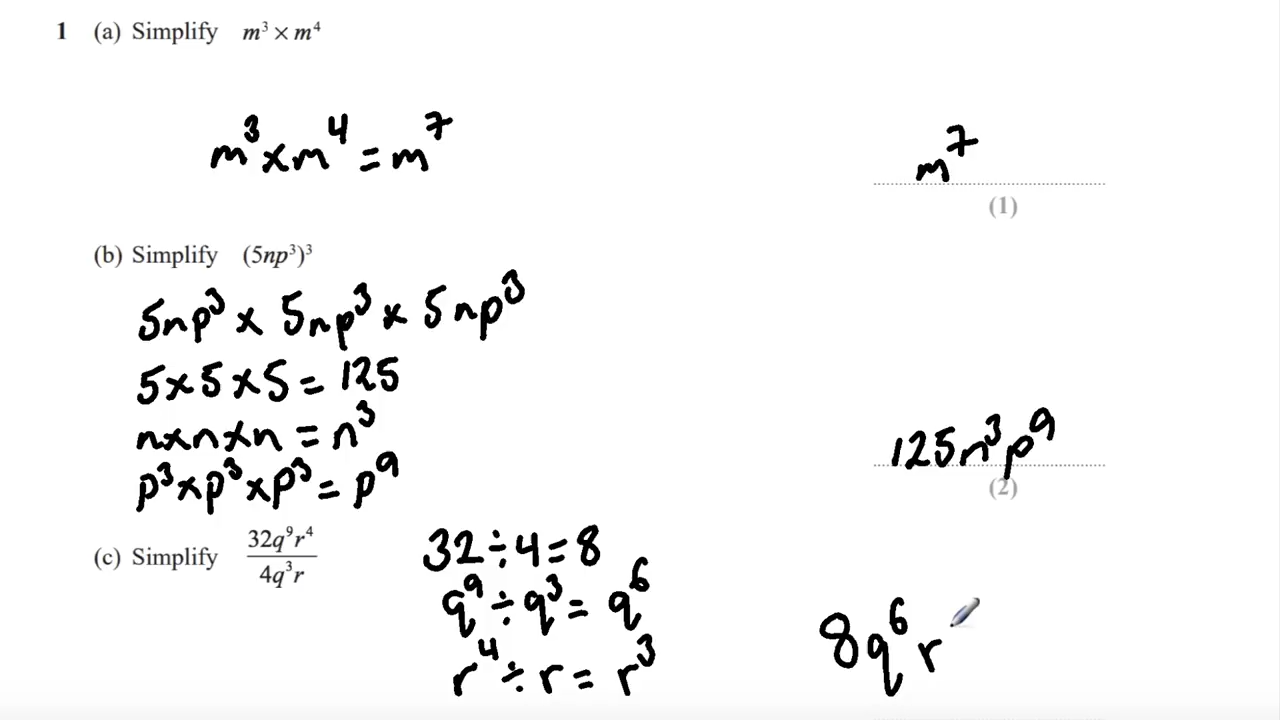 1 (a) Simplify m³ × m⁴
m³ × m⁴ = m⁷
m⁷
(1)
(b) Simplify (5np³)³
5np³ × 5np³ × 5np³
5 × 5 × 5 = 125
n × n × n = n³
p³ × p³ × p³ = p⁹
125n³p⁹
(2)
(c) Simplify 32q⁹r⁴ / 4q³r
32 ÷ 4 = 8
q⁹ ÷ q³ = q⁶
r⁴ ÷ r = r³
8q⁶r